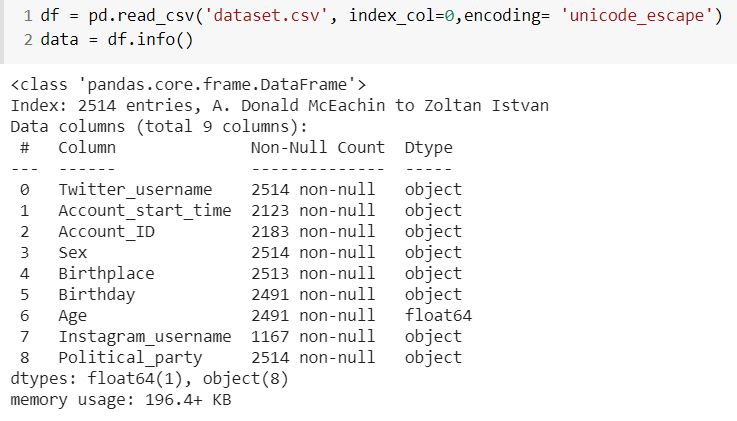 1 df = pd.read_csv('dataset.csv', index_col=0,encoding= 'unicode_escape')
2 data = df.info()
<class 'pandas.core.frame.DataFrame'>
Index: 2514 entries, A. Donald McEachin to Zoltan Istvan
Data columns (total 9 columns):
 #   Column              Non-Null Count  Dtype
---  ------              --------------  -----
 0   Twitter_username    2514 non-null   object
 1   Account_start_time  2123 non-null   object
 2   Account_ID          2183 non-null   object
 3   Sex                 2514 non-null   object
 4   Birthplace          2513 non-null   object
 5   Birthday            2491 non-null   object
 6   Age                 2491 non-null   float64
 7   Instagram_username  1167 non-null   object
 8   Political_party     2514 non-null   object
dtypes: float64(1), object(8)
memory usage: 196.4+ KB